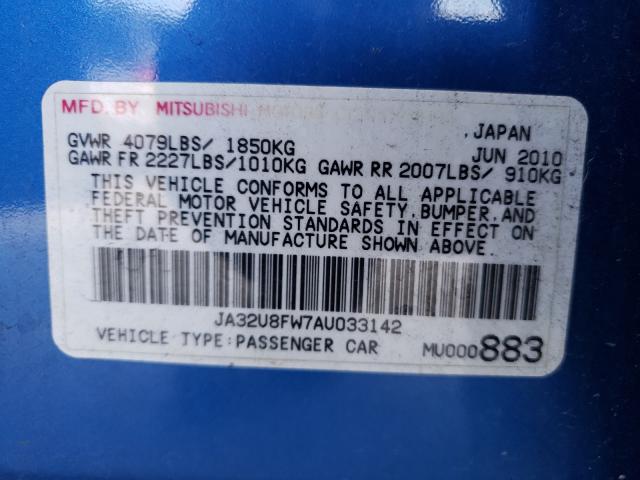 MFD. BY MITSUBISHI MOTORS
, JAPAN
GVWR 4079LBS/ 1850KG JUN 2010
GAWR FR 2227LBS/1010KG GAWR RR 2007LBS/ 910KG
THIS VEHICLE CONFORMS TO ALL APPLICABLE
FEDERAL MOTOR VEHICLE SAFETY, BUMPER, AND
THEFT PREVENTION STANDARDS IN EFFECT ON
THE DATE OF MANUFACTURE SHOWN ABOVE.
JA32U8FW7AU033142
VEHICLE TYPE:PASSENGER CAR MU000883